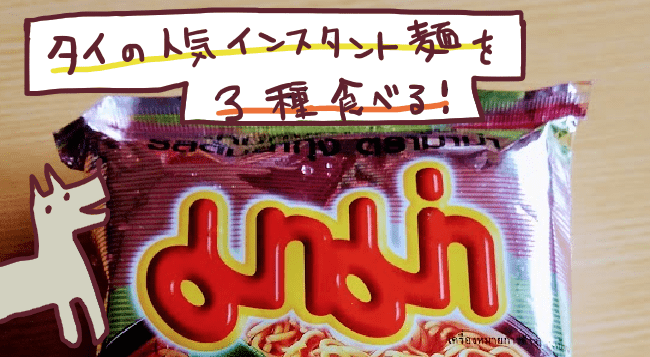 タイの人気インスタント麺を
3種食べる!
มาม่า